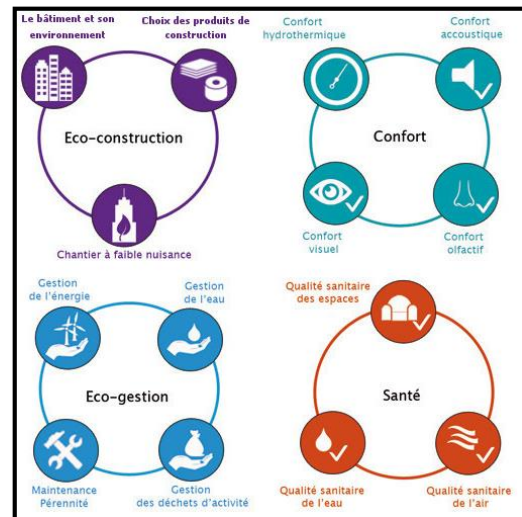 Le bâtiment et son
environnement
Choix des produits de
construction
Eco-construction
Chantier à faible nuisance
Confort
hydrothermique
Confort
accoustique
Confort
Confort
visuel
Confort
olfactif
Gestion
de l'énergie
Gestion
de l'eau
Eco-gestion
Maintenance
Pérennité
Gestion
des déchets d'activité
Qualité sanitaire
des espaces
Santé
Qualité sanitaire
de l'eau
Qualité sanitaire
de l'air